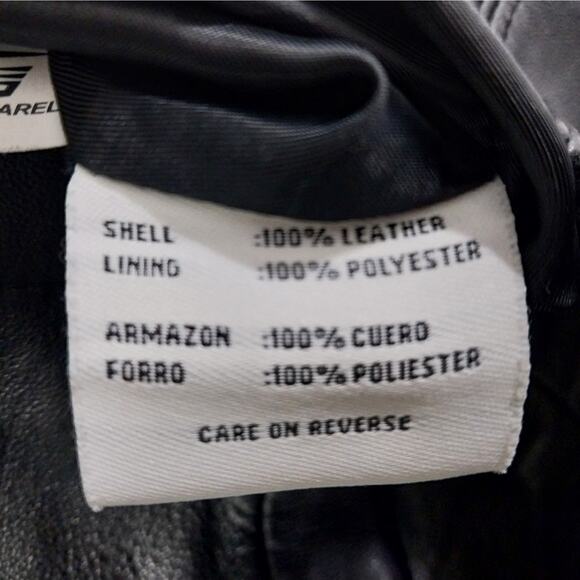 SHELL :100% LEATHER
LINING :100% POLYESTER
ARMAZON :100% CUERO
FORRO :100% POLIESTER
CARE ON REVERSE